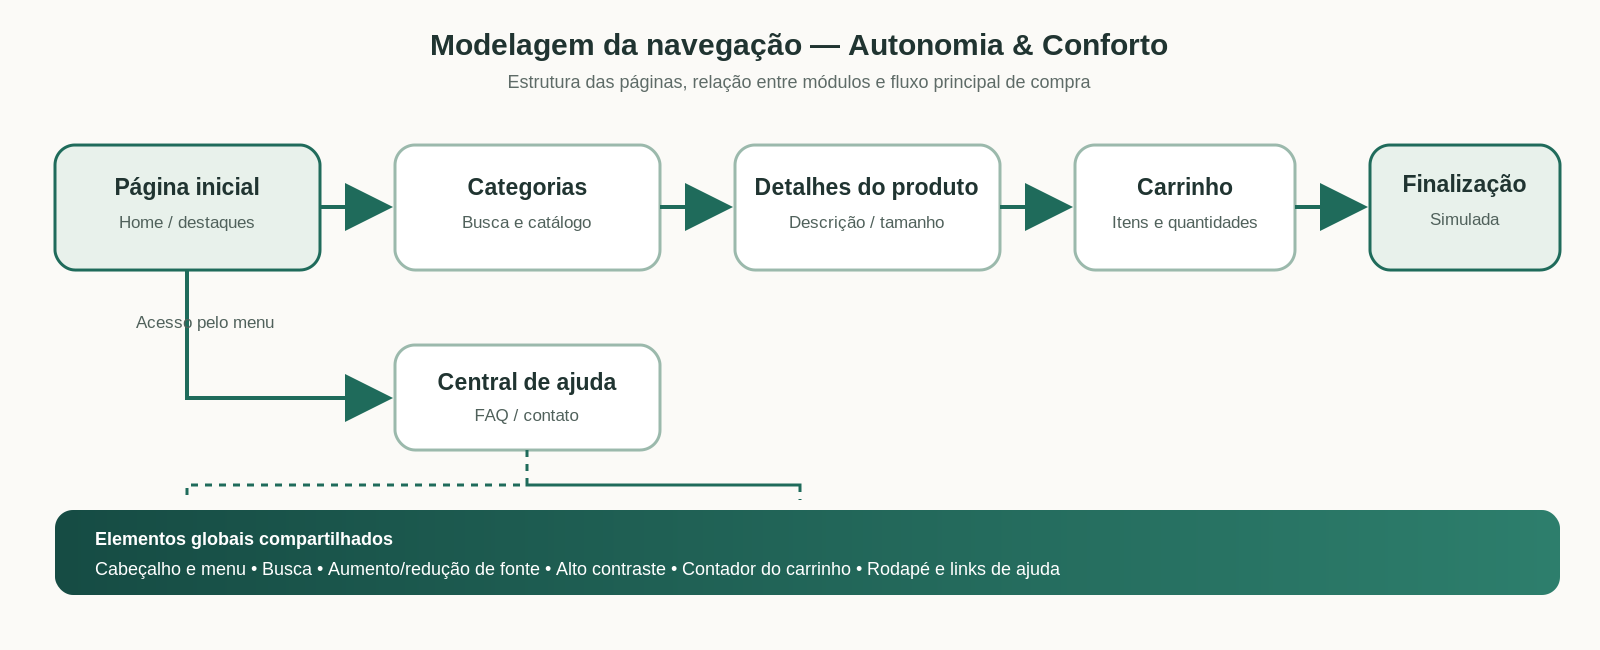 Modelagem da navegação — Autonomia & Conforto
Estrutura das páginas, relação entre módulos e fluxo principal de compra
Página inicial
Home / destaques
Categorias
Busca e catálogo
Detalhes do produto
Descrição / tamanho
Carrinho
Itens e quantidades
Finalização
Simulada
Acesso pelo menu
Central de ajuda
FAQ / contato
Elementos globais compartilhados
Cabeçalho e menu • Busca • Aumento/redução de fonte • Alto contraste • Contador do carrinho • Rodapé e links de ajuda